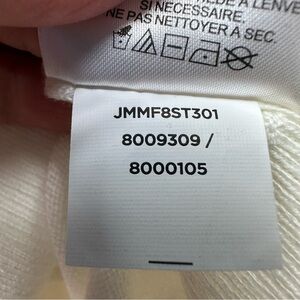 SI NECESSAIRE.
NE PAS NETTOYER A SEC.
JMMF8ST301
8009309 /
8000105